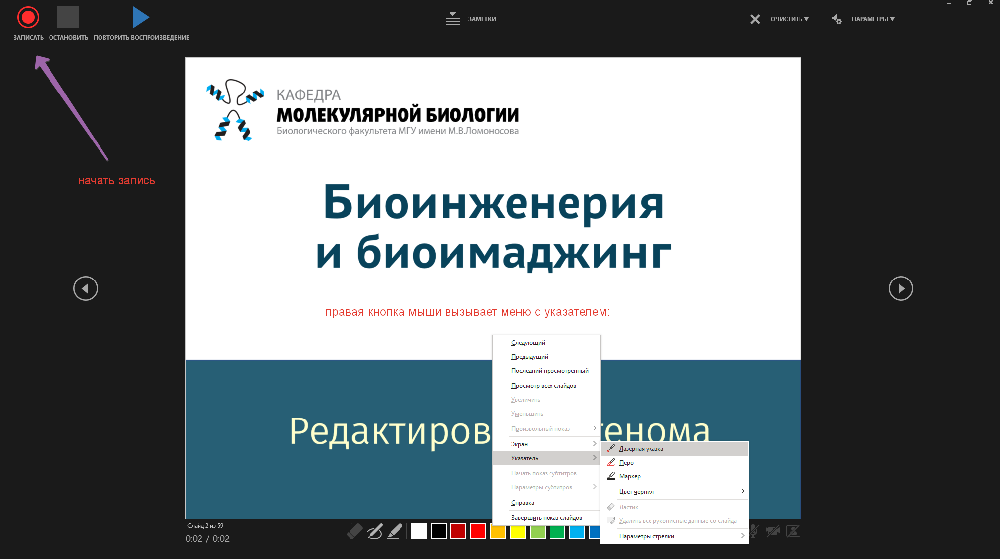 ЗАПИСАТЬ ОСТАНОВИТЬ ПОВТОРИТЬ ВОСПРОИЗВЕДЕНИЕ
ЗАМЕТКИ
ОЧИСТИТЬ
ПАРАМЕТРЫ
начать запись
КАФЕДРА
МОЛЕКУЛЯРНОЙ БИОЛОГИИ
Биологического факультета МГУ имени М.В.Ломоносова
Биоинженерия
и биоимаджинг
правая кнопка мыши вызывает меню с указателем:
Редактиров генома
Следующий
Предыдущий
Последний просмотренный
Просмотр всех слайдов
Увеличить
Уменьшить
Произвольный показ
Экран
Указатель
Начать показ субтитров
Параметры субтитров
Справка
Завершить показ слайдов
Лазерная указка
Перо
Маркер
Цвет чернил
Ластик
Удалить все рукописные данные со слайда
Параметры стрелки
Слайд 2 из 59
0:02 / 0:02